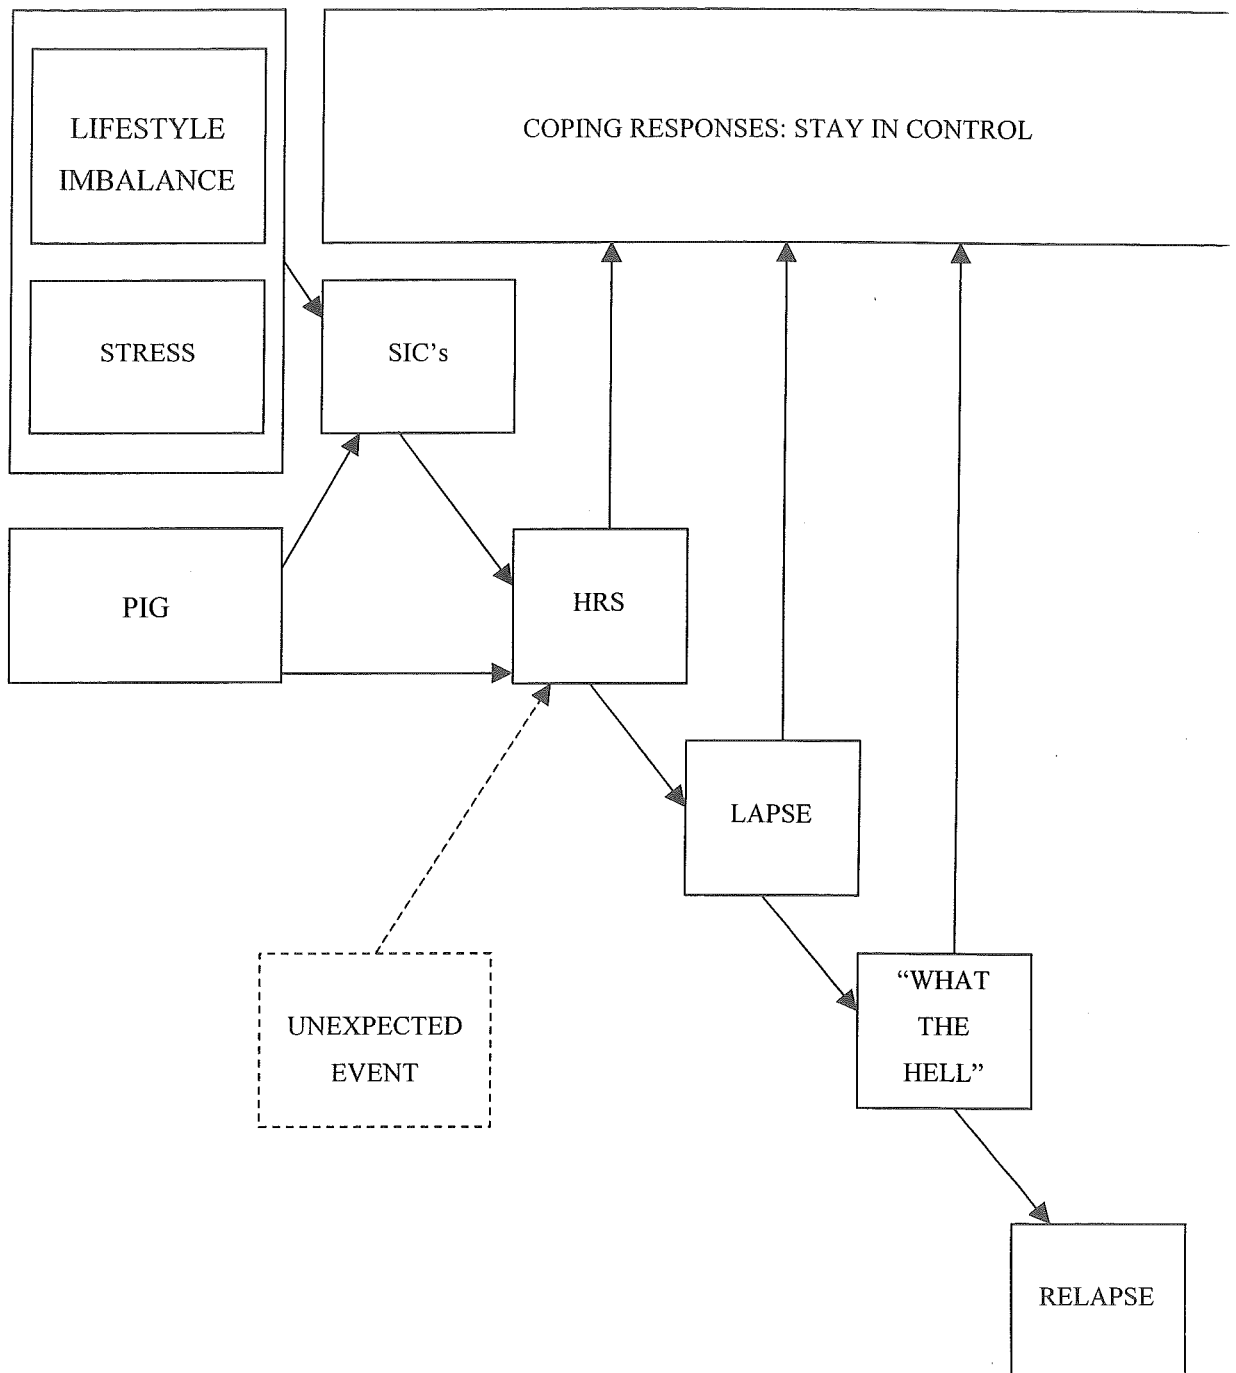 LIFESTYLE
IMBALANCE
COPING RESPONSES: STAY IN CONTROL
STRESS
SIC's
PIG
HRS
LAPSE
UNEXPECTED
EVENT
“WHAT
THE
HELL”
RELAPSE